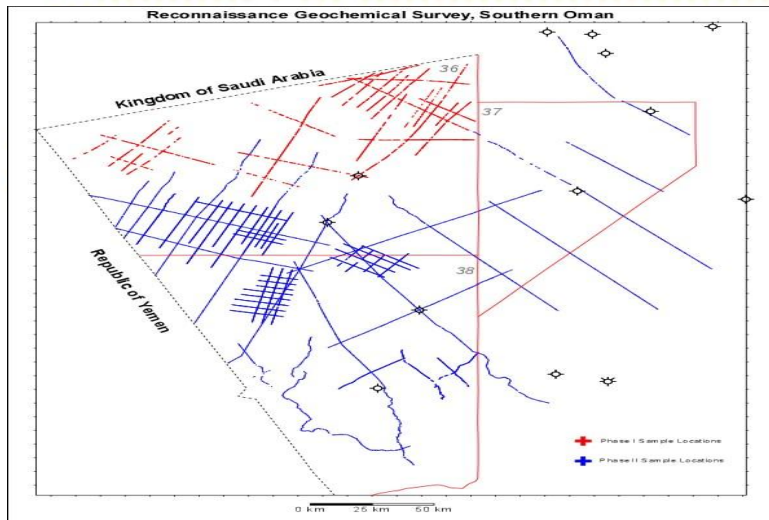 Reconnaissance Geochemical Survey, Southern Oman
Kingdom of Saudi Arabia
36
37
Republic of Yemen
38
Phase I Sample Locations
Phase II Sample Locations
0 km 25 km 50 km